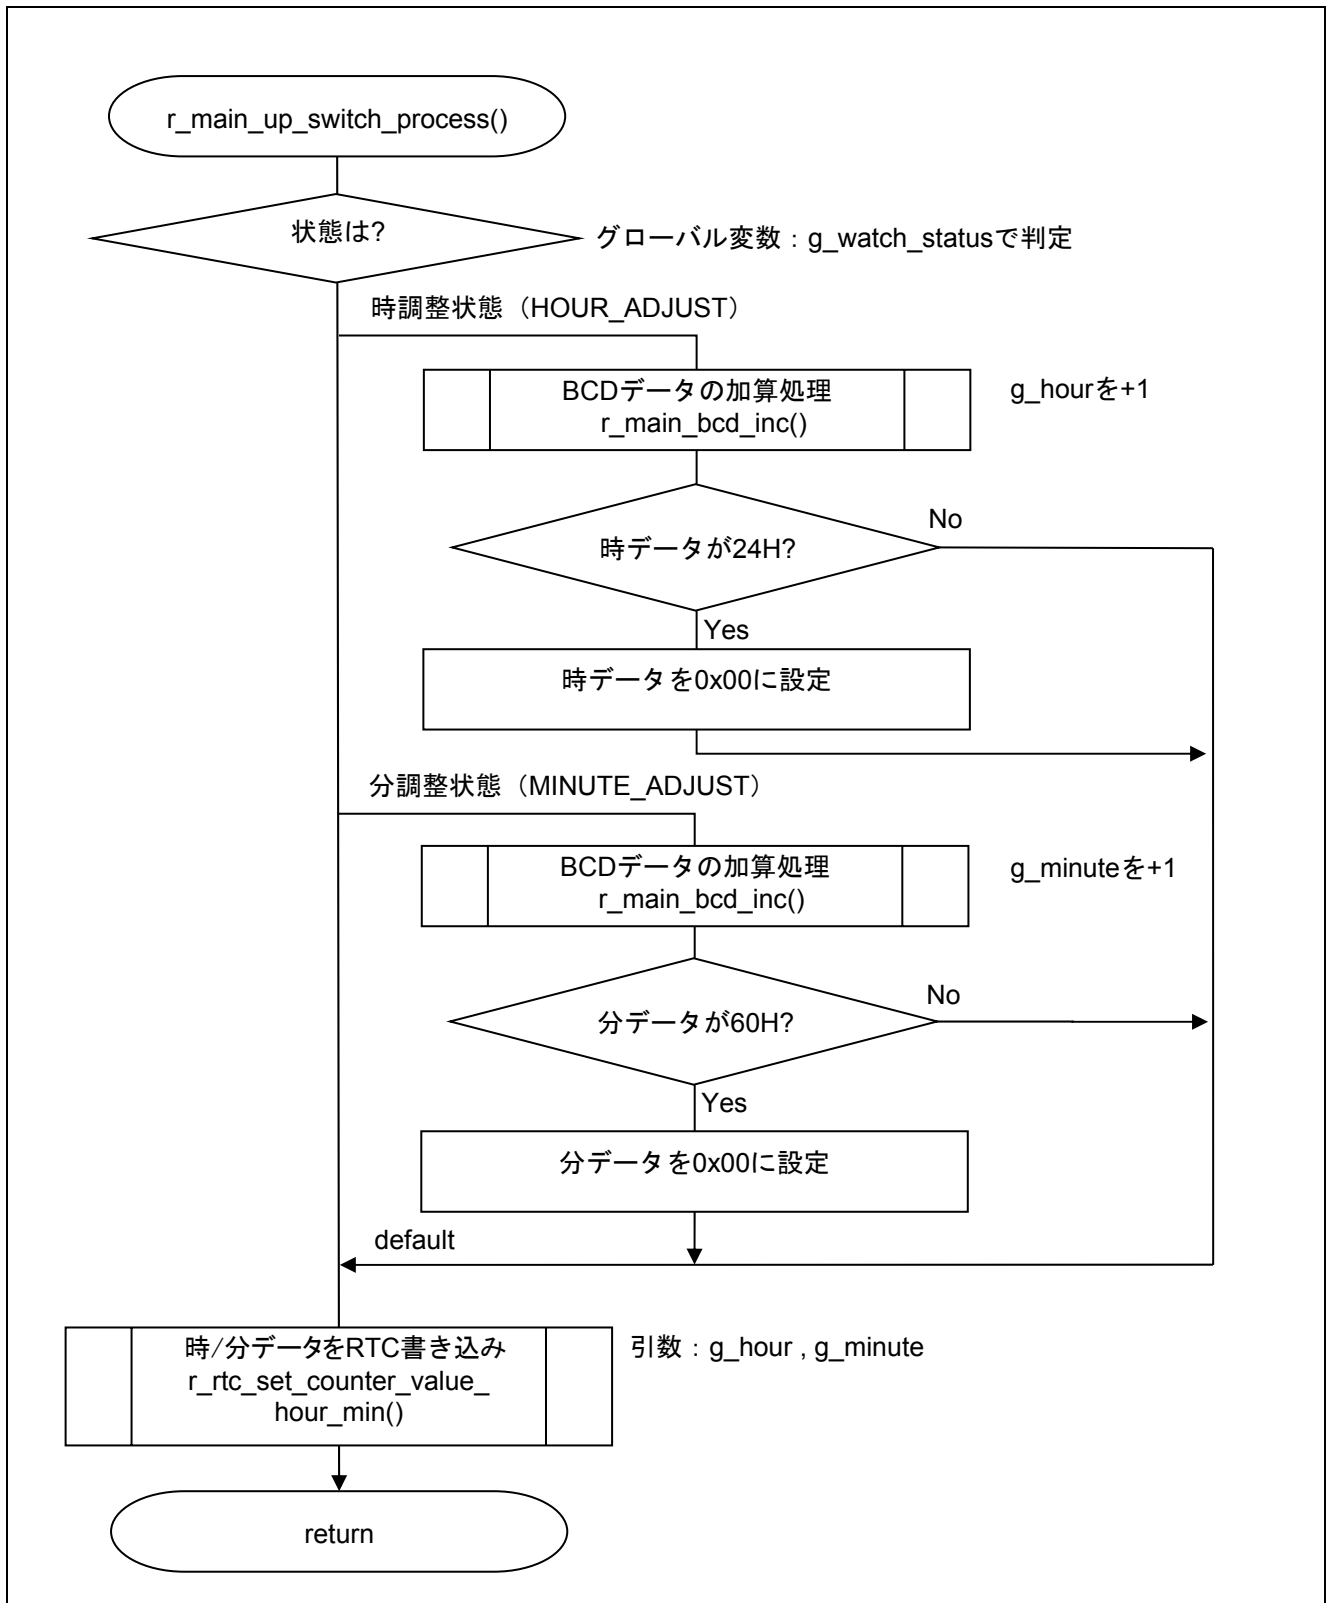 r_main_up_switch_process()
状態は?
グローバル変数：g_watch_statusで判定
時調整状態（HOUR_ADJUST）
BCDデータの加算処理
r_main_bcd_inc()
g_hourを+1
時データが24H?
No
Yes
時データを0x00に設定
分調整状態（MINUTE_ADJUST）
BCDデータの加算処理
r_main_bcd_inc()
g_minuteを+1
分データが60H?
No
Yes
分データを0x00に設定
default
時/分データをRTC書き込み
r_rtc_set_counter_value_
hour_min()
引数：g_hour , g_minute
return